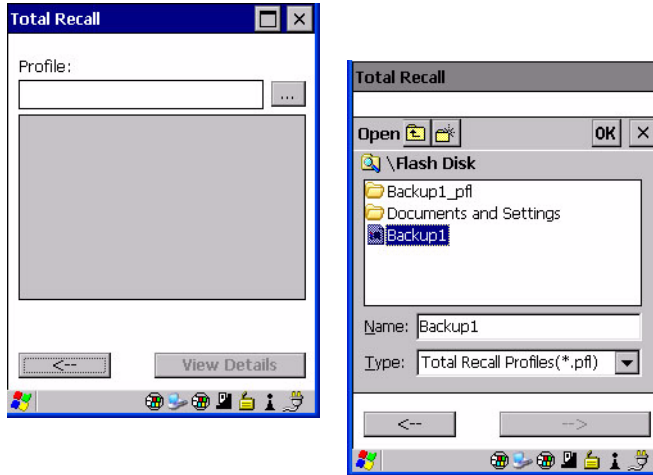 Total Recall
Profile:
...
<-- View Details
Total Recall
Open OK
\Flash Disk
Backup1_pfl
Documents and Settings
Backup1
Name: Backup1
Type: Total Recall Profiles(*.pfl)
<-- -->